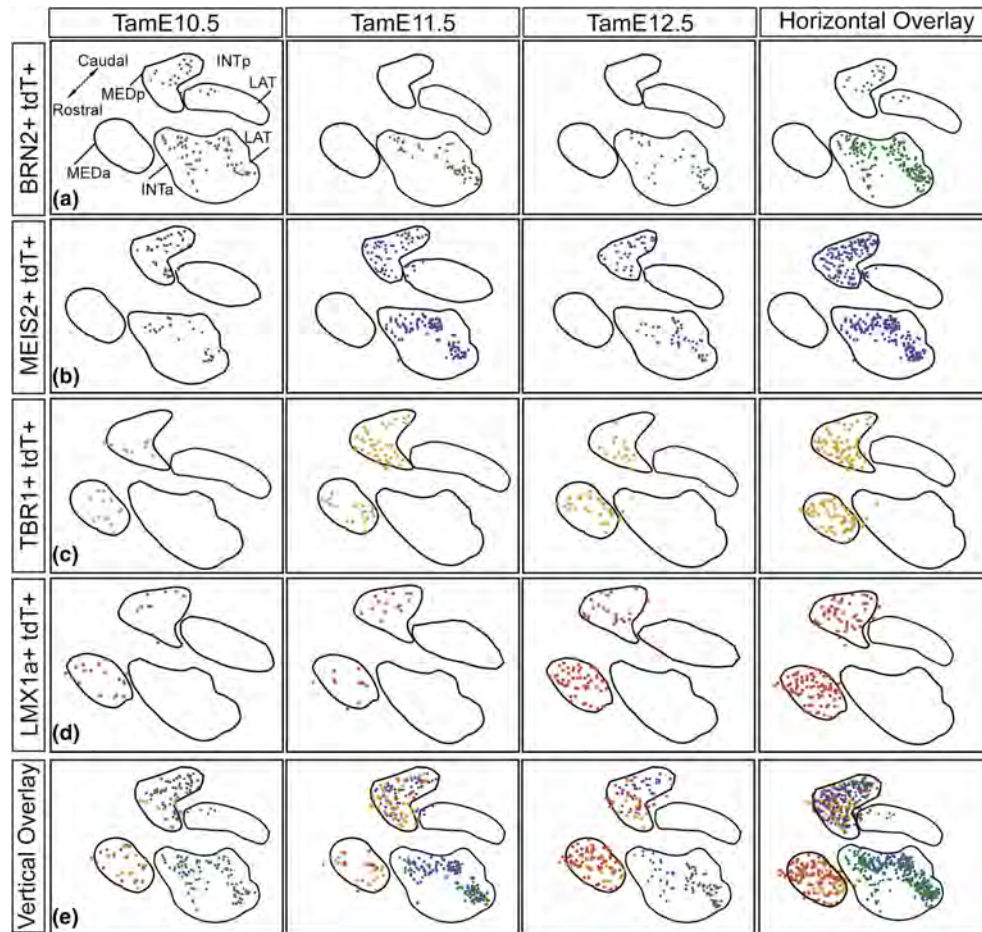 TamE10.5
TamE11.5
TamE12.5
Horizontal Overlay
BRN2+ tdT+
Caudal
Rostral
MEDp
INTp
LAT
MEDa
INTa
LAT
(a)
MEIS2+ tdT+
(b)
TBR1+ tdT+
(c)
LMX1a+ tdT+
(d)
Vertical Overlay
(e)